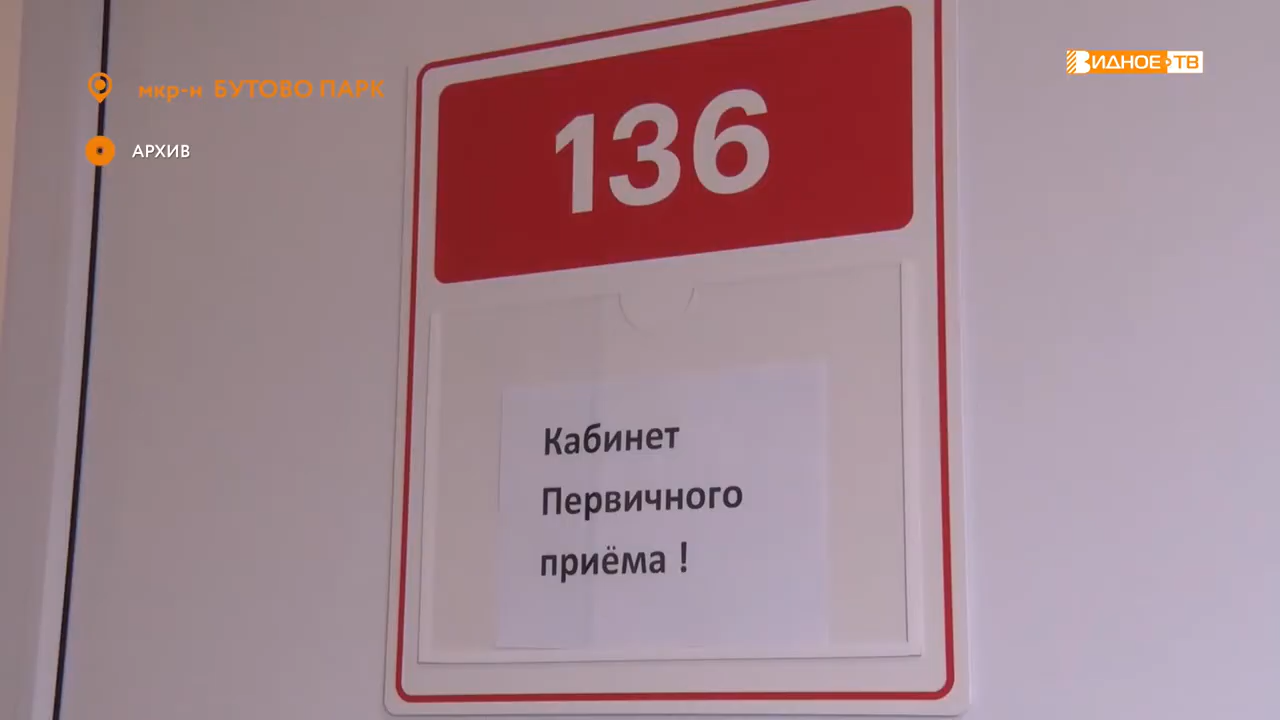 мкр-н БУТОВО ПАРК
ВИДНОЕ ТВ
АРХИВ
136
Кабинет
Первичного
приёма !